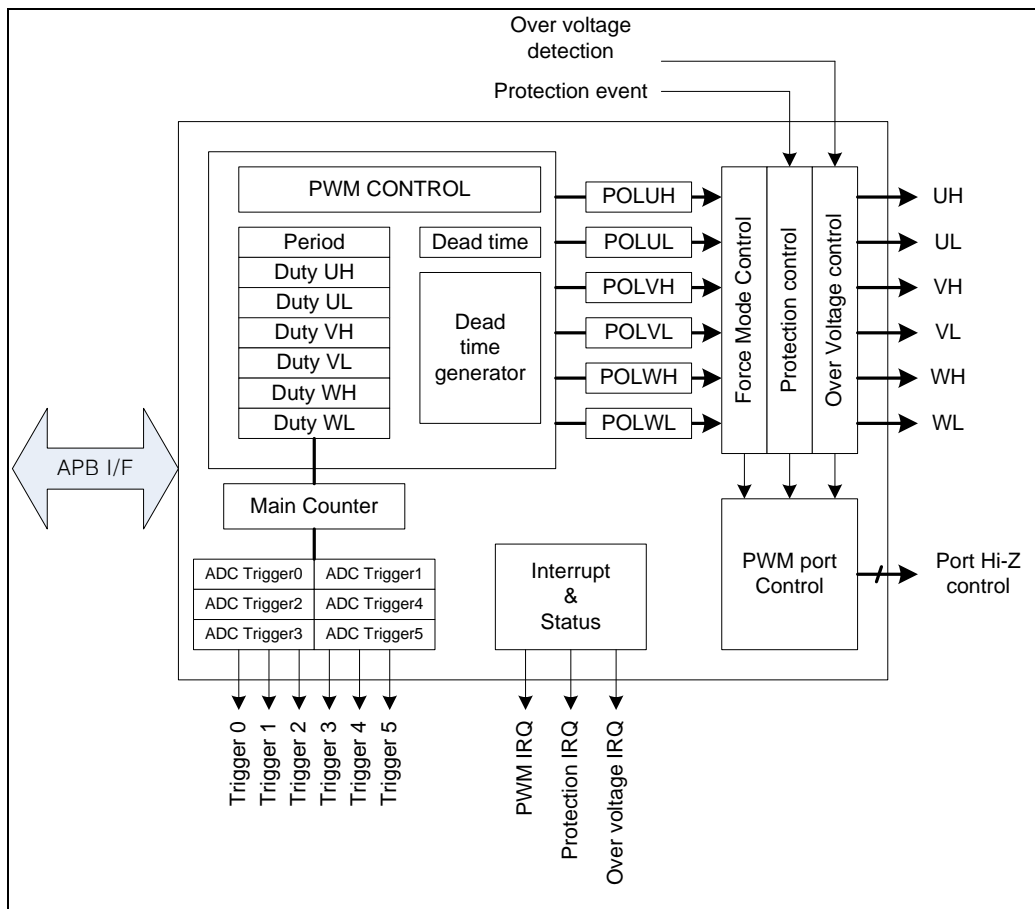 Over voltage
detection
Protection event
PWM CONTROL
Period
Duty UH
Duty UL
Duty VH
Duty VL
Duty WH
Duty WL
Dead time
Dead
time
generator
POLUH
POLUL
POLVH
POLVL
POLWH
POLWL
Force Mode Control
Protection control
Over Voltage control
UH
UL
VH
VL
WH
WL
APB I/F
Main Counter
ADC Trigger0
ADC Trigger1
ADC Trigger2
ADC Trigger4
ADC Trigger3
ADC Trigger5
Interrupt
&
Status
PWM port
Control
Port Hi-Z
control
Trigger 0
Trigger 1
Trigger 2
Trigger 3
Trigger 4
Trigger 5
PWM IRQ
Protection IRQ
Over voltage IRQ